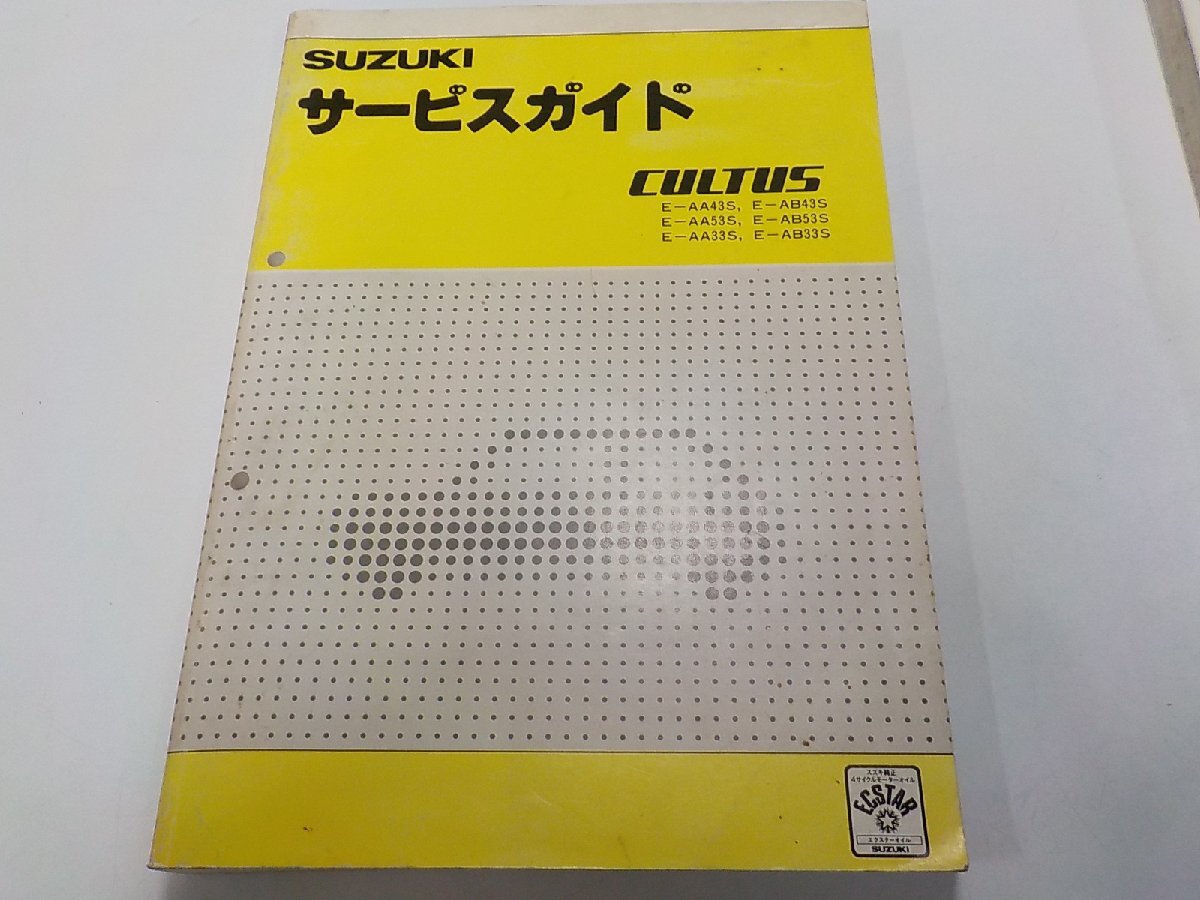 SUZUKI
サービスガイド
CULTUS
E－AA43S, E－AB43S
E－AA53S, E－AB53S
E－AA33S, E－AB33S
スズキ純正
4サイクルモーターオイル
ECSTAR
エクスターオイル
SUZUKI